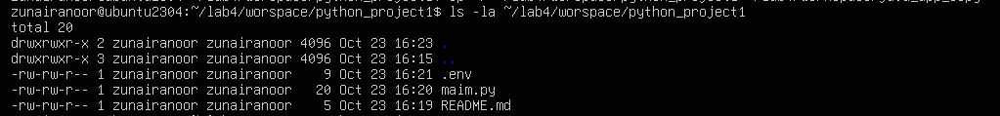 zunairanoor@ubuntu2304:~/lab4/worspace/python_project1$ ls -la ~/lab4/worspace/python_project1
total 20
drwxrwxr-x 2 zunairanoor zunairanoor 4096 Oct 23 16:23 .
drwxrwxr-x 3 zunairanoor zunairanoor 4096 Oct 23 16:15 ..
-rw-rw-r-- 1 zunairanoor zunairanoor 9 Oct 23 16:21 .env
-rw-rw-r-- 1 zunairanoor zunairanoor 20 Oct 23 16:20 maim.py
-rw-rw-r-- 1 zunairanoor zunairanoor 5 Oct 23 16:19 README.md